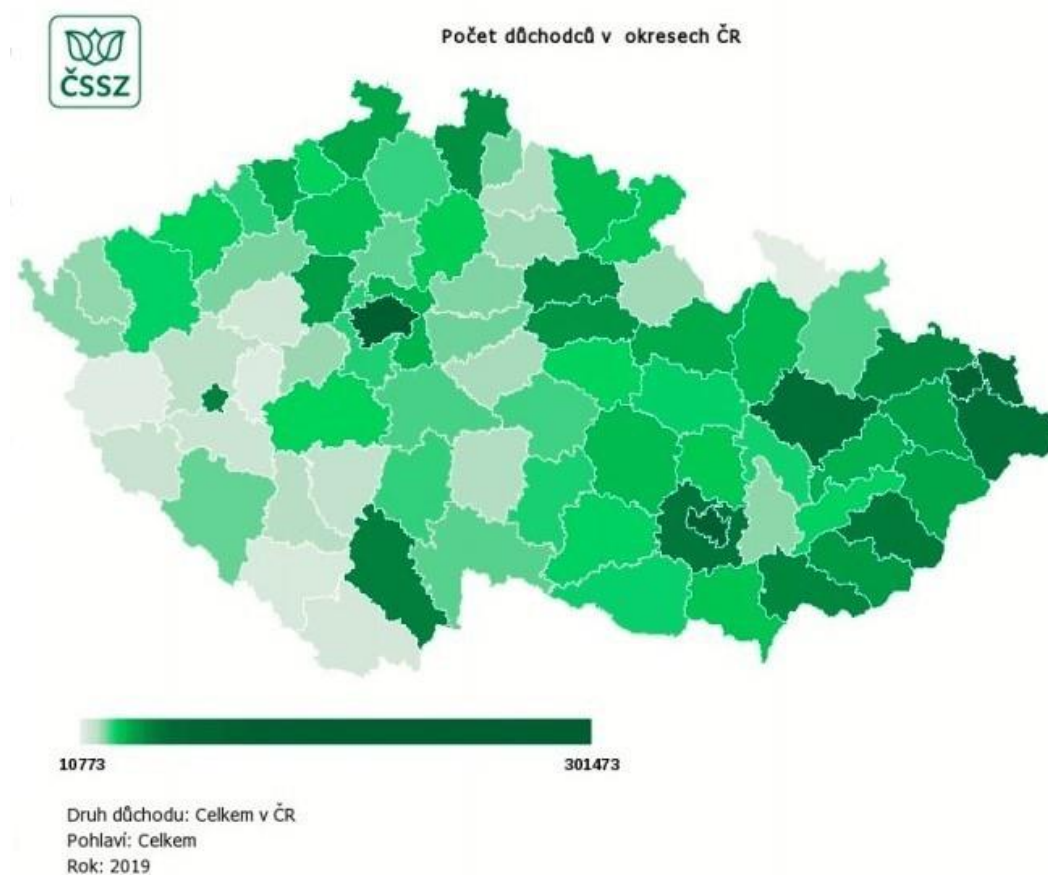 Počet důchodců v okresech ČR
ČSSZ
10773
301473
Druh důchodu: Celkem v ČR
Pohlaví: Celkem
Rok: 2019